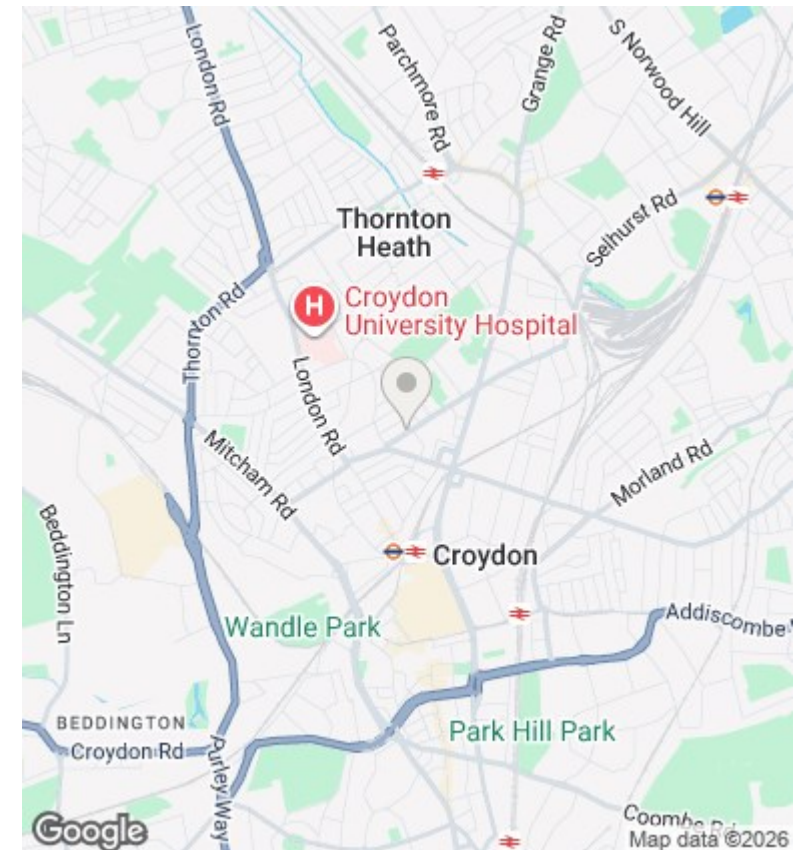 London Rd
Parchmore Rd
Grange Rd
S Norwood Hill
Selhurst Rd
Thornton
Heath
H
Croydon
University Hospital
Thornton Rd
London Rd
Mitcham Rd
Morland Rd
Beddington Ln
Croydon
Wandle Park
Addiscombe
BEDDINGTON
Croydon Rd
Purley Way
Park Hill Park
Coombe Rd
Google
Map data ©2026